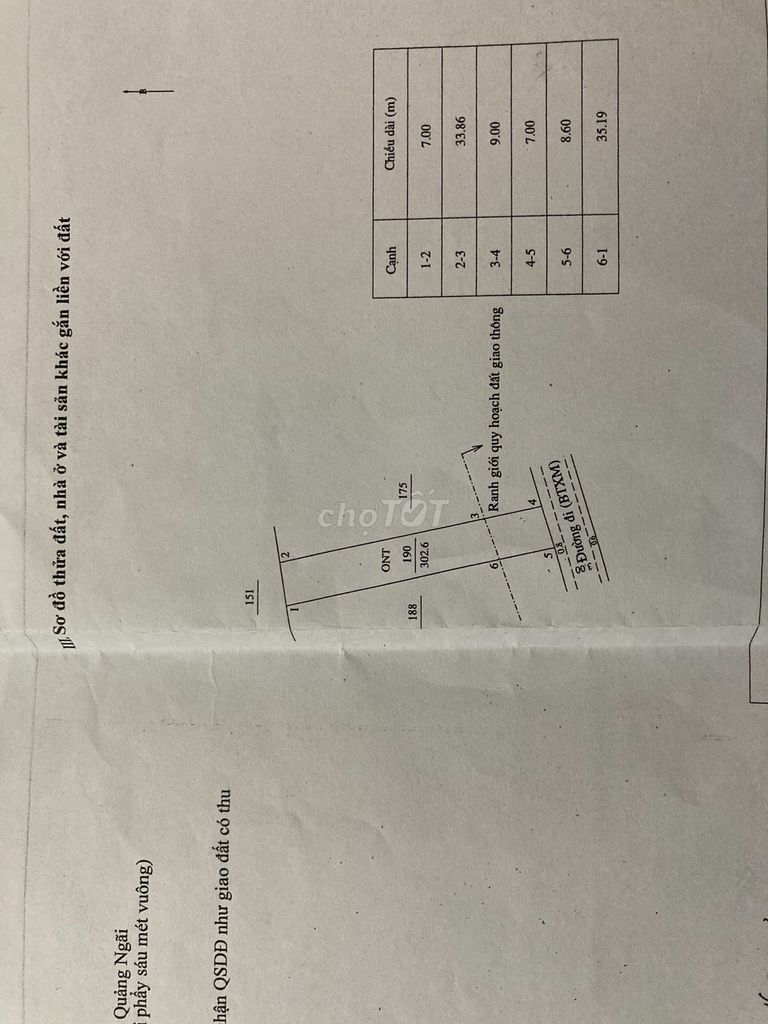 Quảng Ngãi
i phẩy sáu mét vuông)
hận QSDĐ như giao đất có thu
III. Sơ đồ thửa đất, nhà ở và tài sản khác gắn liền với đất
B
151
1
2
ONT
190
302.6
188
175
choTỐT
6
3
Ranh giới quy hoạch đất giao thông
5
4
Đường đi (BTXM)
Cạnh Chiều dài (m)
1-2 7.00
2-3 33.86
3-4 9.00
4-5 7.00
5-6 8.60
6-1 35.19